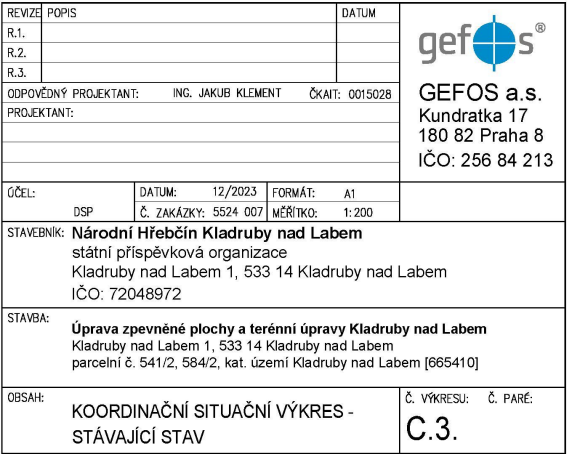 REVIZE POPIS DATUM
R.1.
R.2.
R.3.
gefos®
ODPOVĚDNÝ PROJEKTANT: ING. JAKUB KLEMENT ČKAIT: 0015028
PROJEKTANT:
GEFOS a.s.
Kundratka 17
180 82 Praha 8
IČO: 256 84 213
ÚČEL: DSP
DATUM: 12/2023 FORMÁT: A1
Č. ZAKÁZKY: 5524 007 MĚŘÍTKO: 1:200
STAVEBNÍK: Národní Hřebčín Kladruby nad Labem
státní příspěvková organizace
Kladruby nad Labem 1, 533 14 Kladruby nad Labem
IČO: 72048972
STAVBA:
Úprava zpevněné plochy a terénní úpravy Kladruby nad Labem
Kladruby nad Labem 1, 533 14 Kladruby nad Labem
parcelní č. 541/2, 584/2, kat. území Kladruby nad Labem [665410]
OBSAH:
KOORDINAČNÍ SITUAČNÍ VÝKRES -
STÁVAJÍCÍ STAV
Č. VÝKRESU: Č. PARÉ:
C.3.